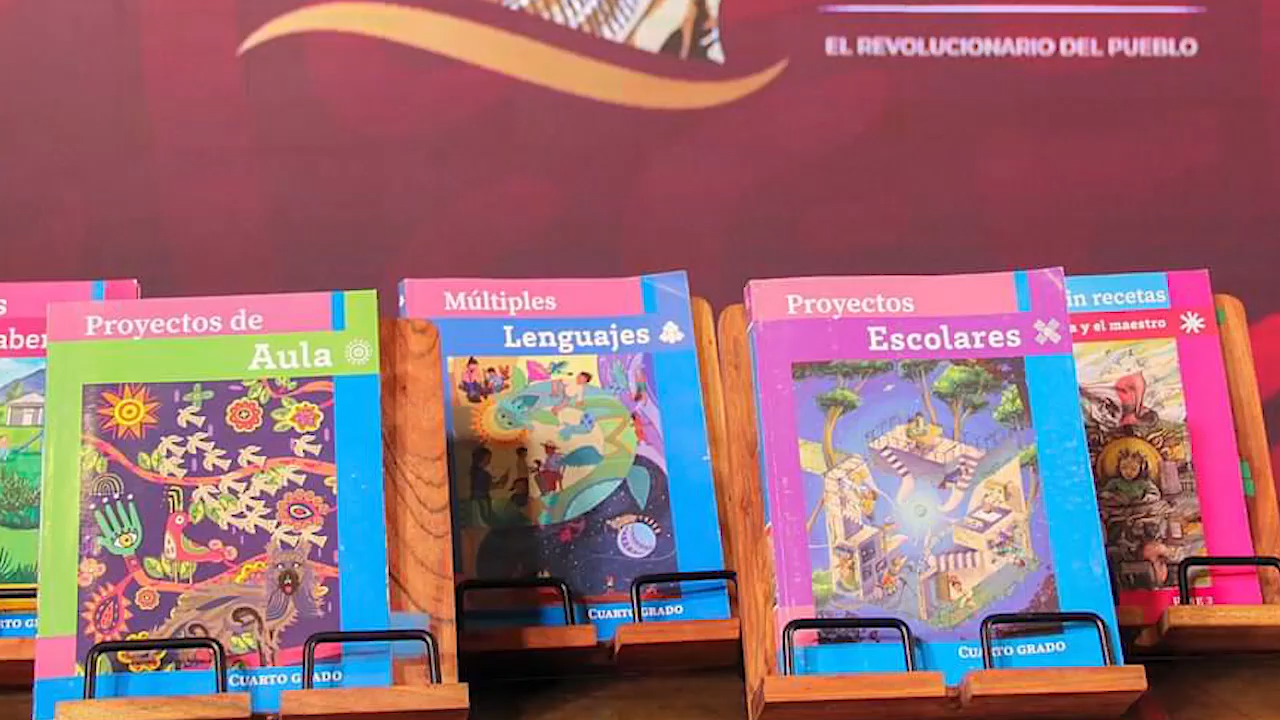 EL REVOLUCIONARIO DEL PUEBLO
Proyectos de
Aula
CUARTO GRADO
Múltiples
Lenguajes
CUARTO GRADO
Proyectos
Escolares
CUARTO GRADO
in recetas
a y el maestro